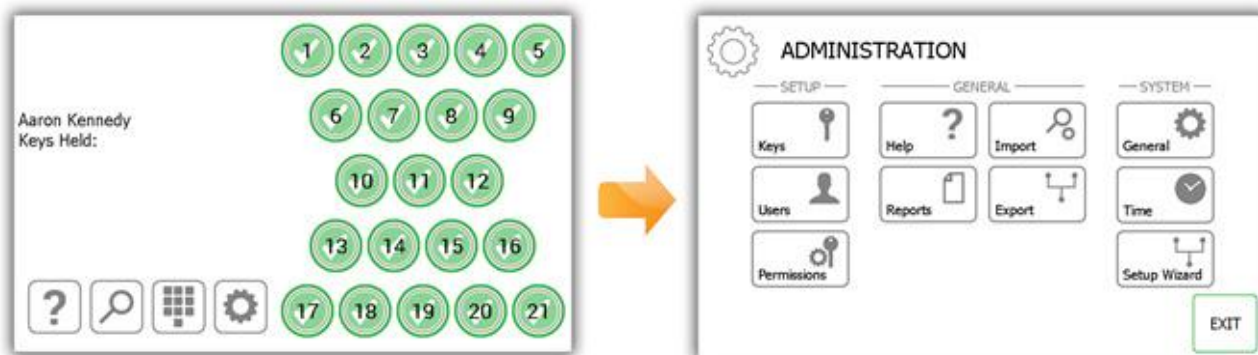 1 2 3 4 5
6 7 8 9
Aaron Kennedy
Keys Held:
10 11 12
13 14 15 16
?
17 18 19 20 21
ADMINISTRATION
SETUP GENERAL SYSTEM
?
Keys Help Import General
Users Reports Export Time
Permissions Setup Wizard
EXIT